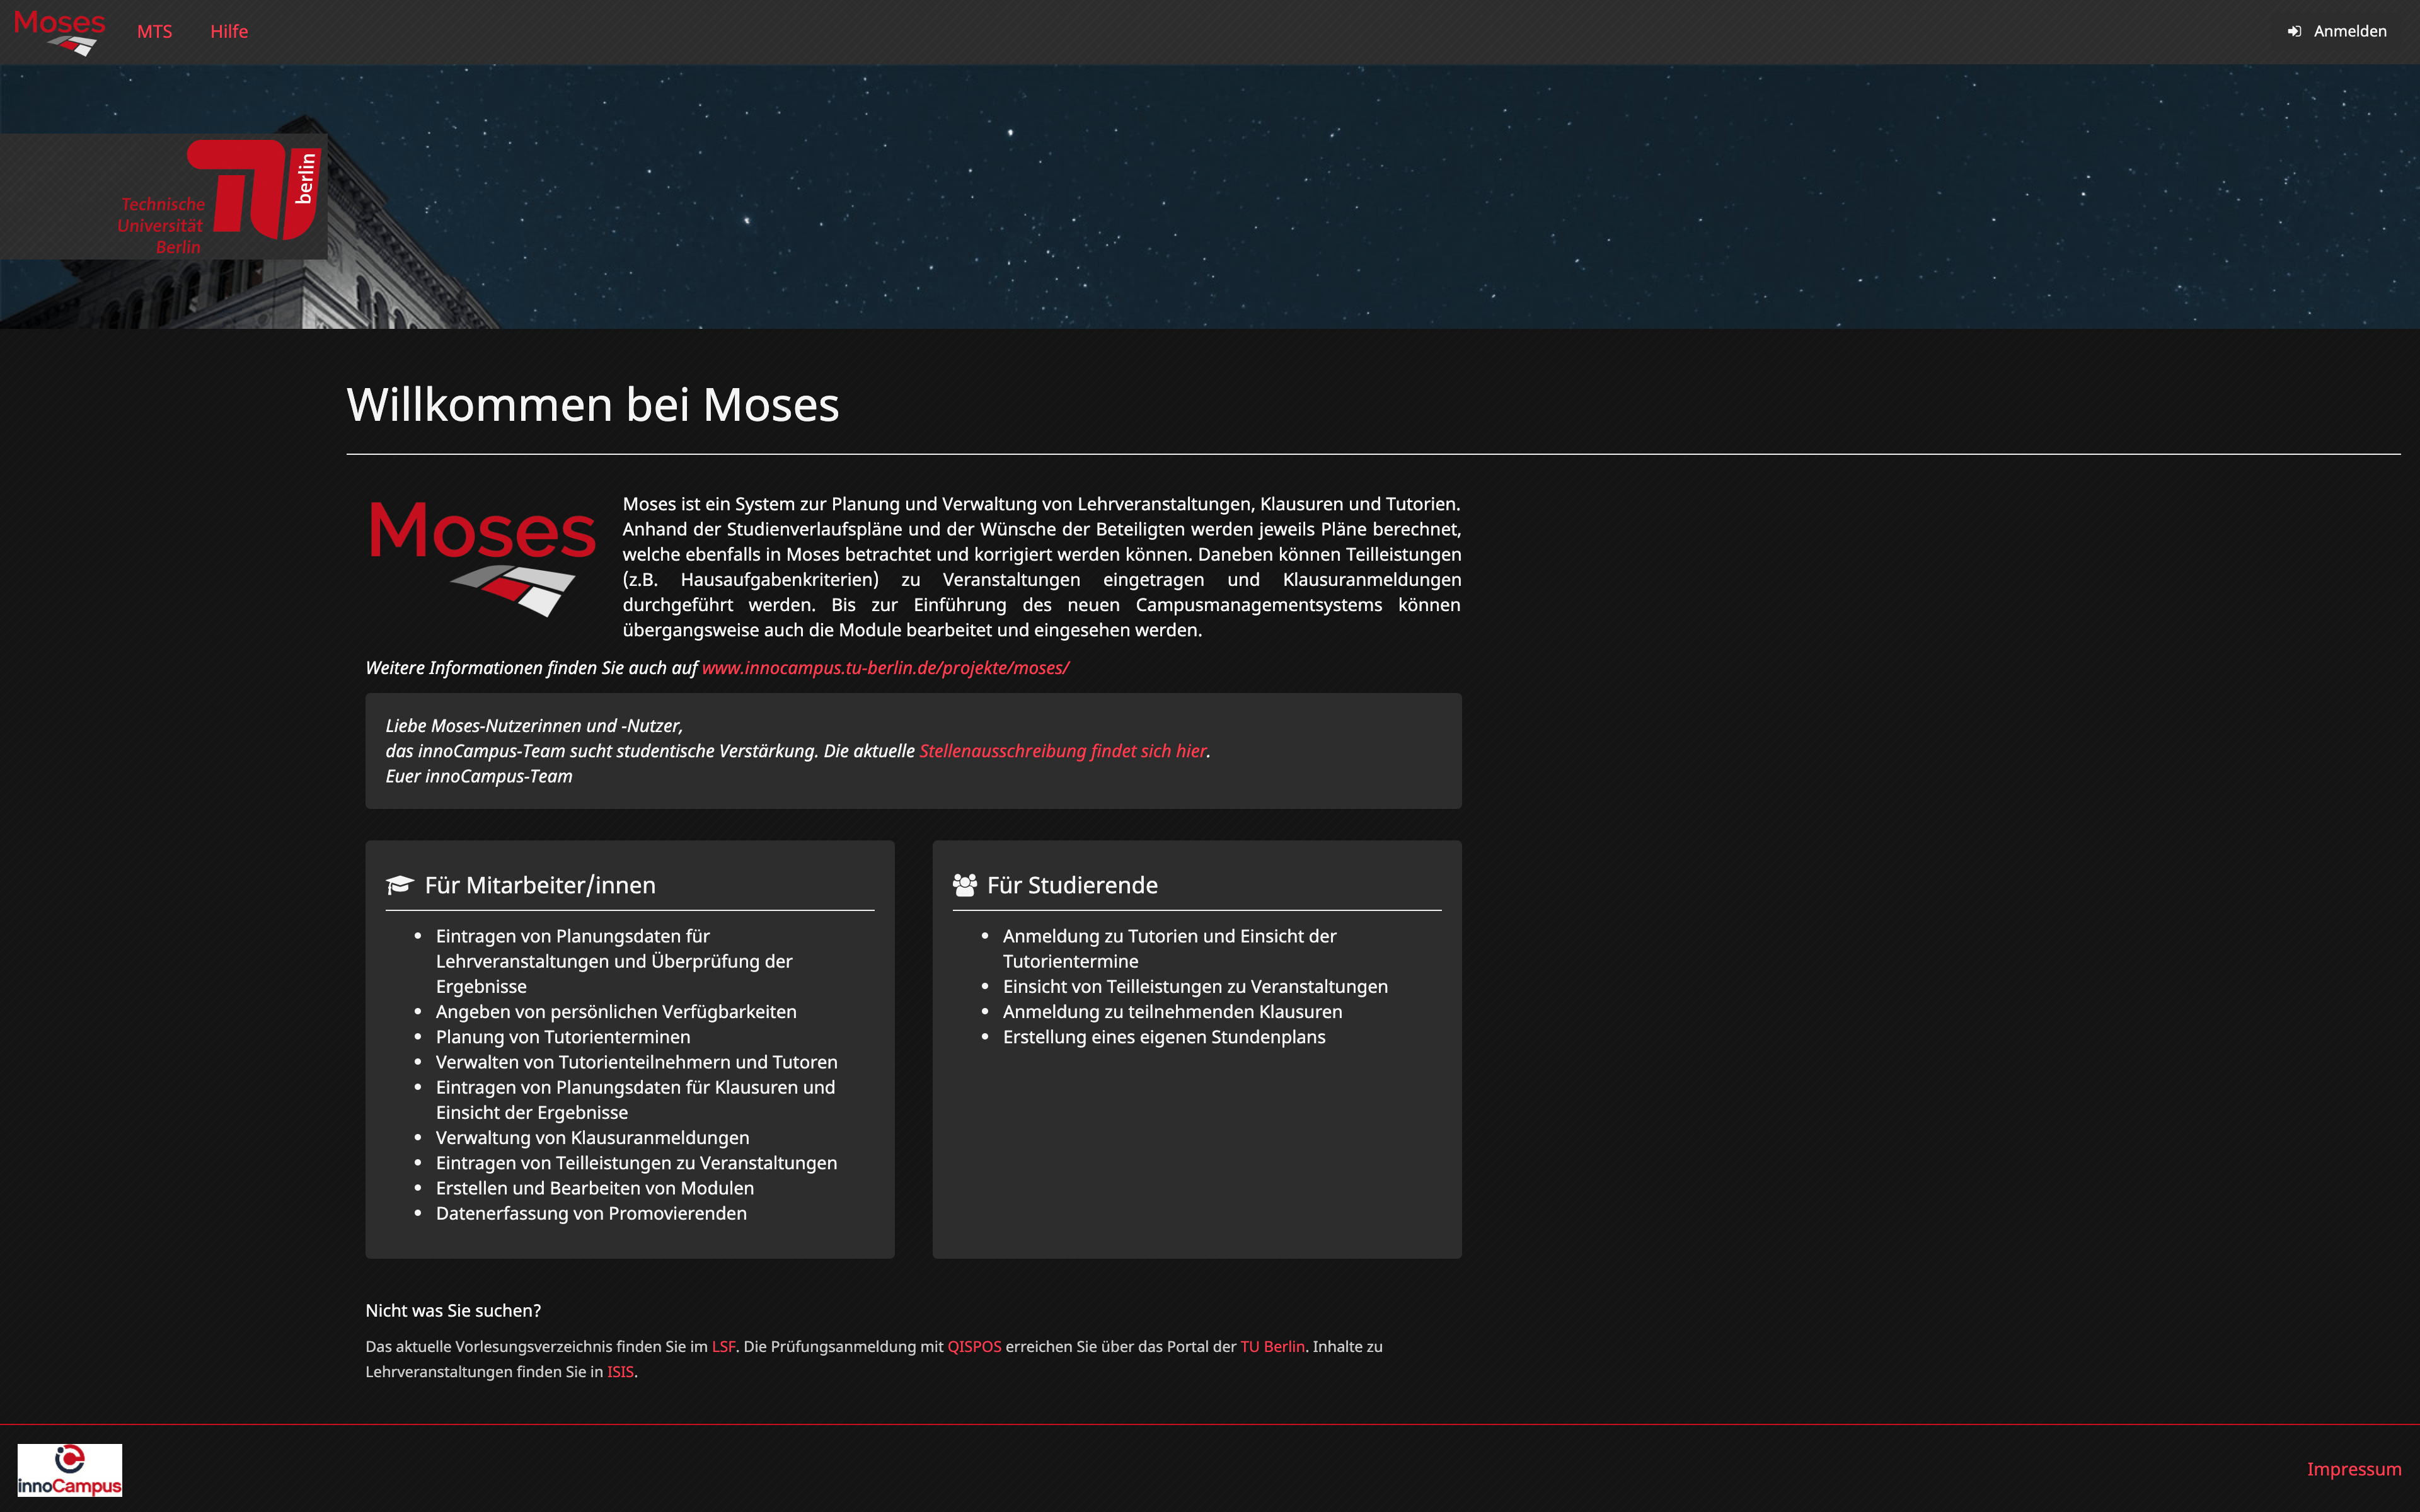 Moses
MTS
Hilfe
Anmelden
Technische
Universität
Berlin
berlin
Willkommen bei Moses
Moses
Moses ist ein System zur Planung und Verwaltung von Lehrveranstaltungen, Klausuren und Tutorien.
Anhand der Studienverlaufspläne und der Wünsche der Beteiligten werden jeweils Pläne berechnet,
welche ebenfalls in Moses betrachtet und korrigiert werden können. Daneben können Teilleistungen
(z.B. Hausaufgabenkriterien) zu Veranstaltungen eingetragen und Klausuranmeldungen
durchgeführt werden. Bis zur Einführung des neuen Campusmanagementsystems können
übergangsweise auch die Module bearbeitet und eingesehen werden.
Weitere Informationen finden Sie auch auf www.innocampus.tu-berlin.de/projekte/moses/
Liebe Moses-Nutzerinnen und -Nutzer,
das innoCampus-Team sucht studentische Verstärkung. Die aktuelle Stellenausschreibung findet sich hier.
Euer innoCampus-Team
Für Mitarbeiter/innen
• Eintragen von Planungsdaten für
Lehrveranstaltungen und Überprüfung der
Ergebnisse
• Angeben von persönlichen Verfügbarkeiten
• Planung von Tutorienterminen
• Verwalten von Tutorienteilnehmern und Tutoren
• Eintragen von Planungsdaten für Klausuren und
Einsicht der Ergebnisse
• Verwaltung von Klausuranmeldungen
• Eintragen von Teilleistungen zu Veranstaltungen
• Erstellen und Bearbeiten von Modulen
• Datenerfassung von Promovierenden
Für Studierende
• Anmeldung zu Tutorien und Einsicht der
Tutorientermine
• Einsicht von Teilleistungen zu Veranstaltungen
• Anmeldung zu teilnehmenden Klausuren
• Erstellung eines eigenen Stundenplans
Nicht was Sie suchen?
Das aktuelle Vorlesungsverzeichnis finden Sie im LSF. Die Prüfungsanmeldung mit QISPOS erreichen Sie über das Portal der TU Berlin. Inhalte zu
Lehrveranstaltungen finden Sie in ISIS.
innoCampus
Impressum